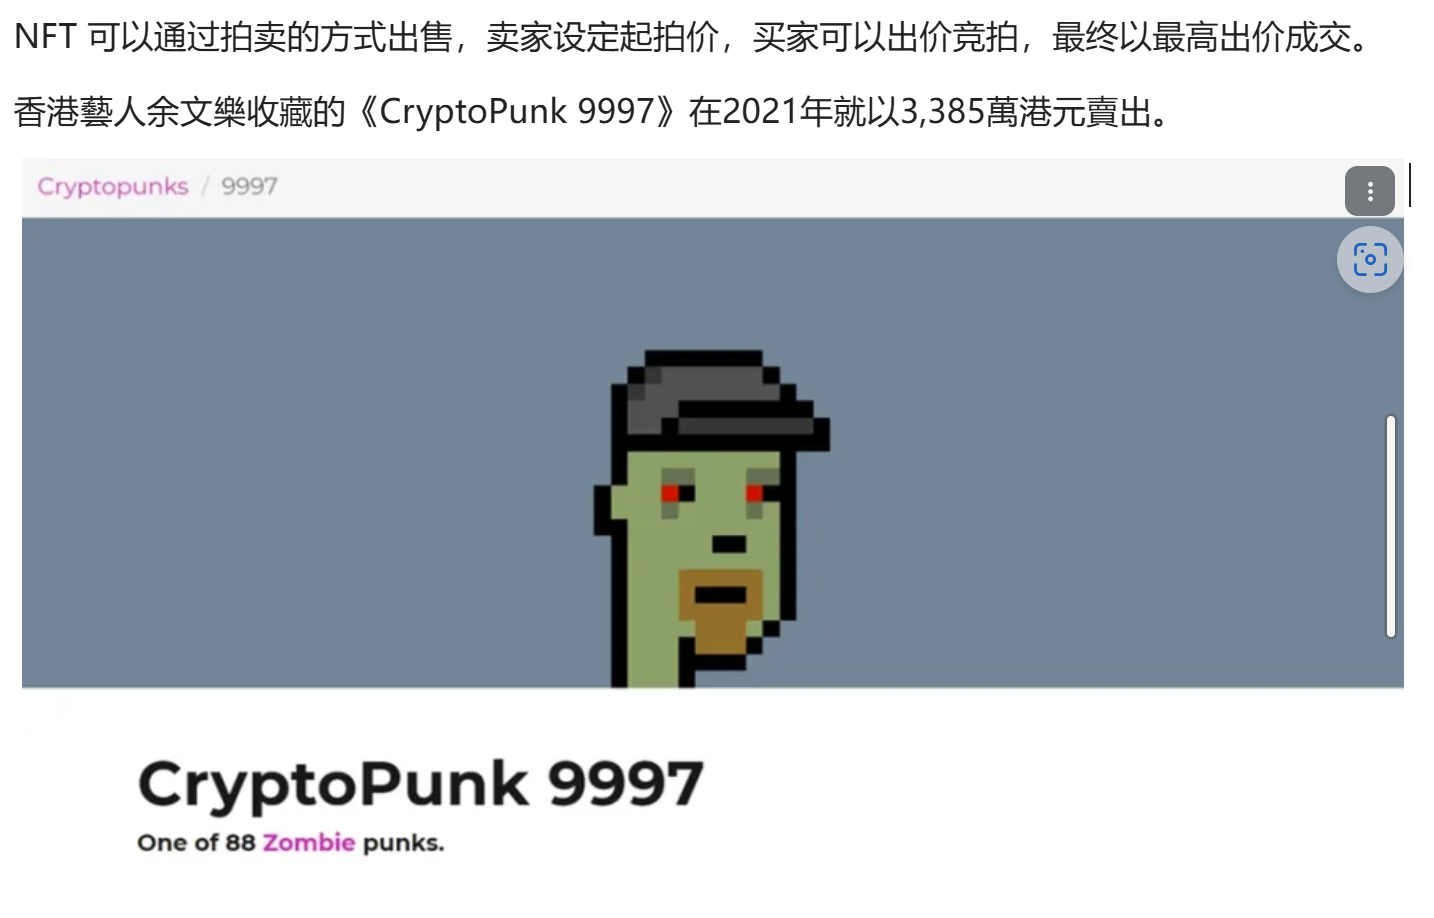 NFT 可以通过拍卖的方式出售，卖家设定起拍价，买家可以出价竞拍，最终以最高出价成交。
香港藝人余文樂收藏的《CryptoPunk 9997》在2021年就以3,385萬港元賣出。
Cryptopunks / 9997
CryptoPunk 9997
One of 88 Zombie punks.